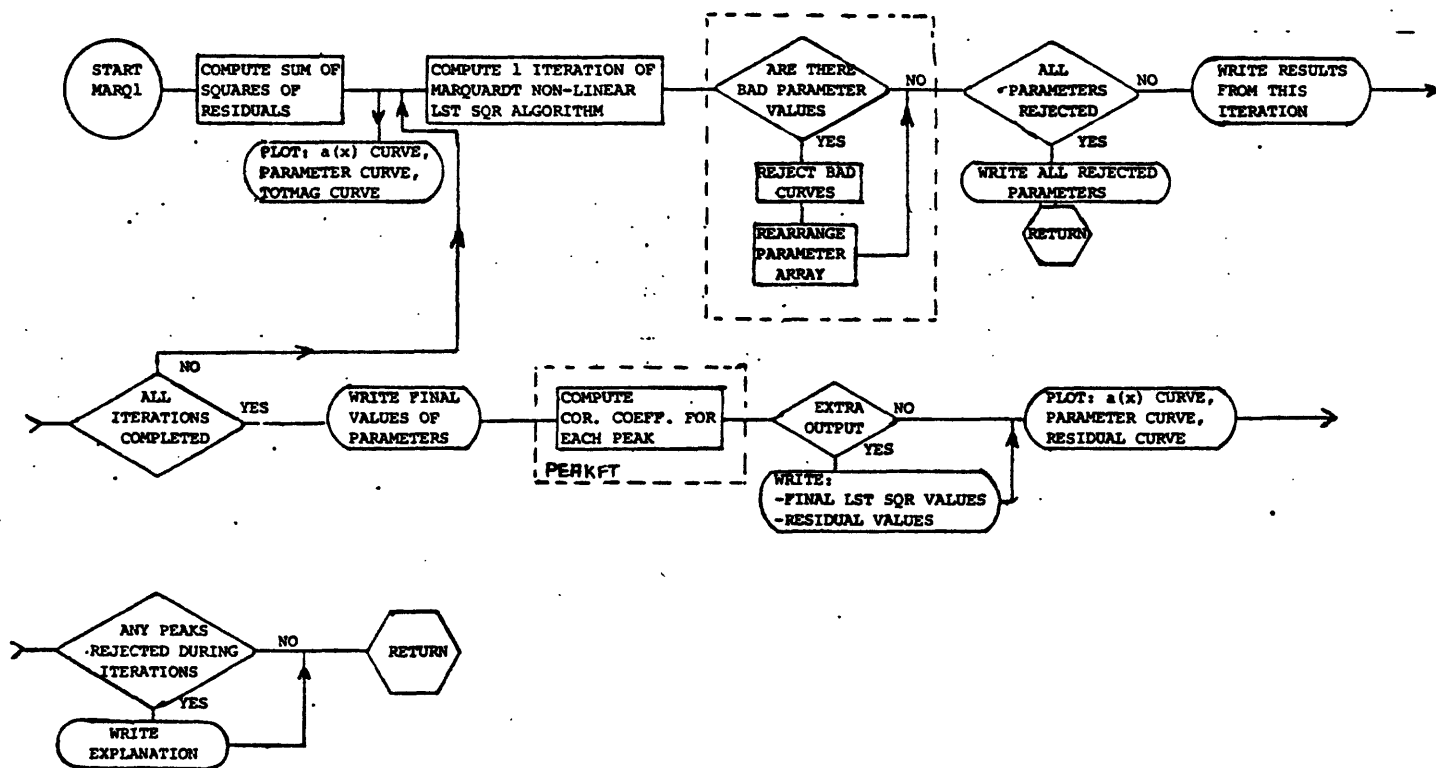 START
MARQ1
COMPUTE SUM OF
SQUARES OF
RESIDUALS
PLOT: a(x) CURVE,
PARAMETER CURVE,
TOTMAG CURVE
COMPUTE 1 ITERATION OF
MARQUARDT NON-LINEAR
LST SQR ALGORITHM
ARE THERE
BAD PARAMETER
VALUES
NO
YES
REJECT BAD
CURVES
REARRANGE
PARAMETER
ARRAY
ALL
PARAMETERS
REJECTED
NO
YES
WRITE ALL REJECTED
PARAMETERS
RETURN
WRITE RESULTS
FROM THIS
ITERATION
ALL
ITERATIONS
COMPLETED
NO
YES
WRITE FINAL
VALUES OF
PARAMETERS
COMPUTE
COR. COEFF. FOR
EACH PEAK
PEAKFT
EXTRA
OUTPUT
NO
YES
WRITE:
-FINAL LST SQR VALUES
-RESIDUAL VALUES
PLOT: a(x) CURVE,
PARAMETER CURVE,
RESIDUAL CURVE
ANY PEAKS
REJECTED DURING
ITERATIONS
NO
YES
WRITE
EXPLANATION
RETURN